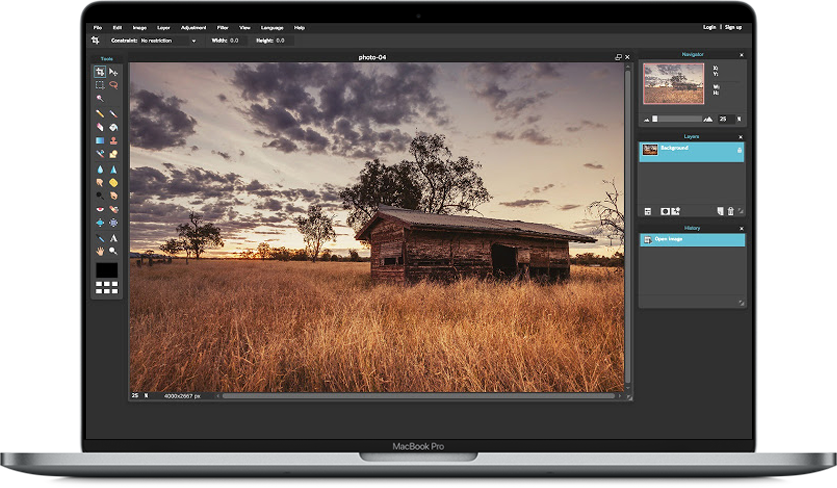 File Edit Image Layer Adjustment Filter View Language Help Login | Sign up
Constraint: No restriction Width: 0.0 Height: 0.0
Tools
photo-04
Navigator
X:
Y:
W:
H:
25 %
Layers
Background
History
Open image
25 % 4000x2667 px
MacBook Pro